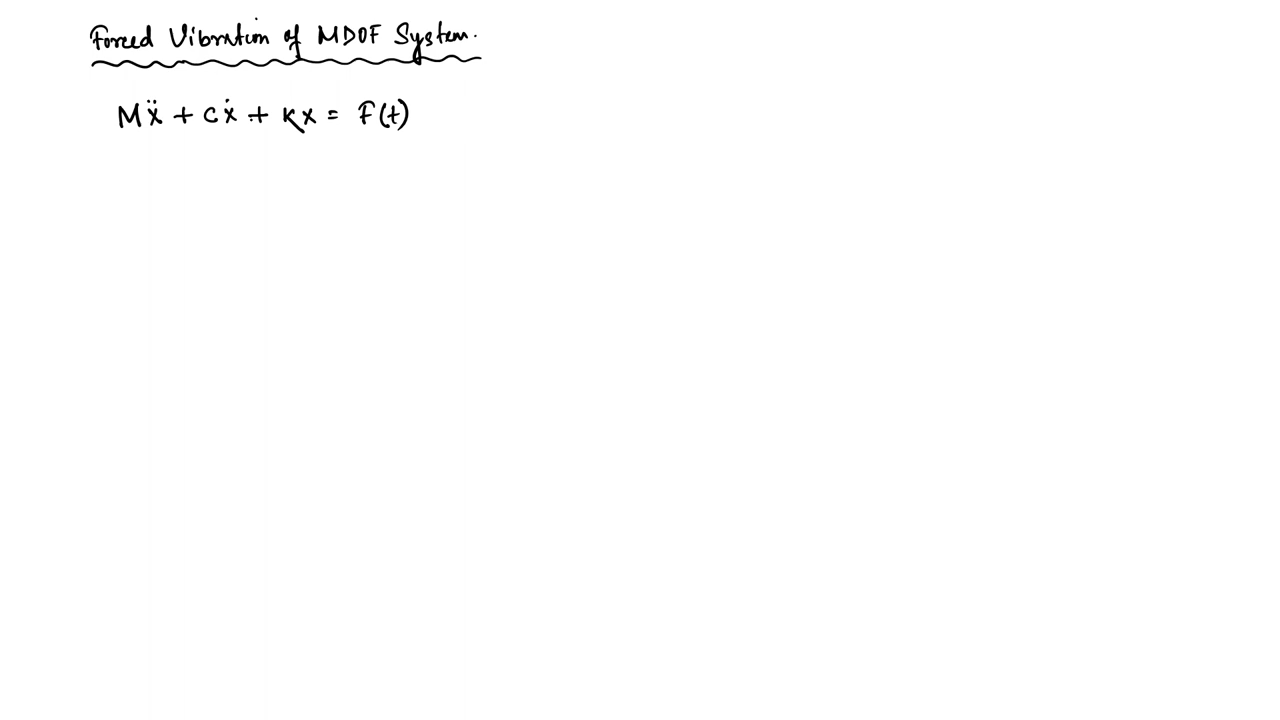 Forced Vibration of MDOF System.
MẌ + CẊ + KX = F(t)